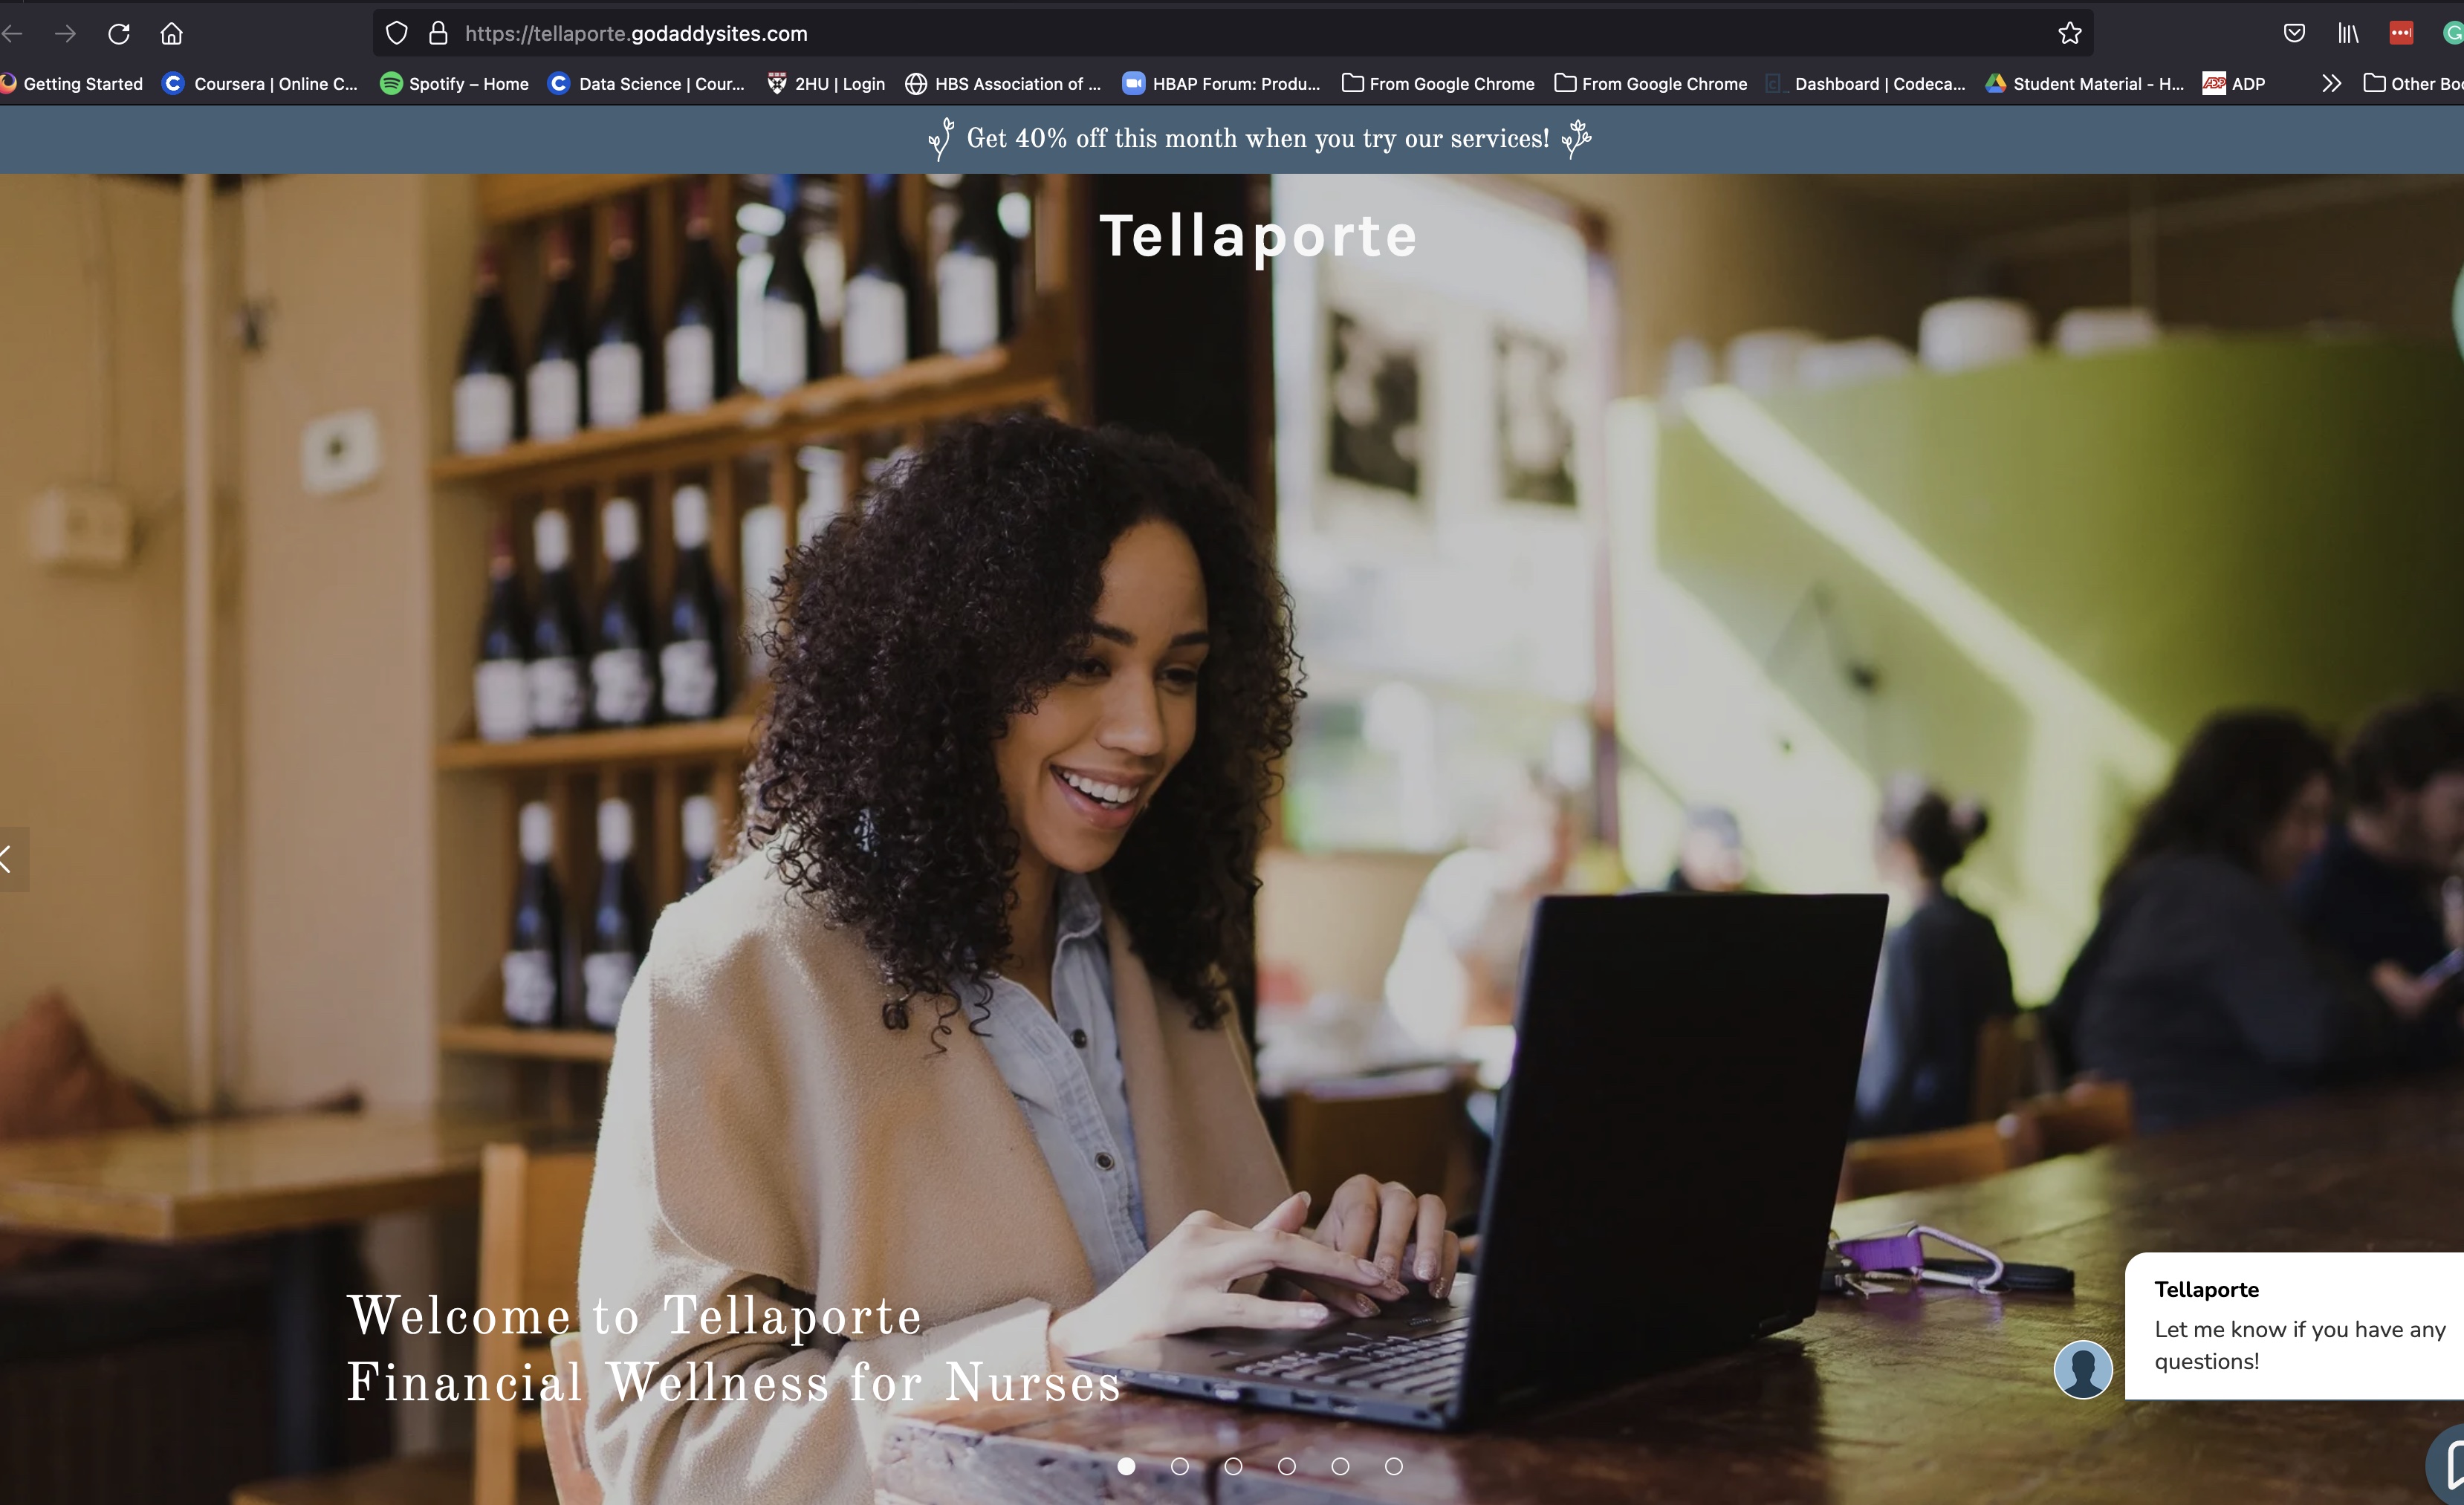 https://tellaporte.godaddysites.com
Getting Started
Coursera | Online C...
Spotify – Home
Data Science | Cour...
2HU | Login
HBS Association of ...
HBAP Forum: Produ...
From Google Chrome
From Google Chrome
Dashboard | Codeca...
Student Material - H...
ADP
ADP
Other Boo
Get 40% off this month when you try our services!
Tellaporte
Welcome to Tellaporte
Financial Wellness for Nurses
Tellaporte
Let me know if you have any
questions!